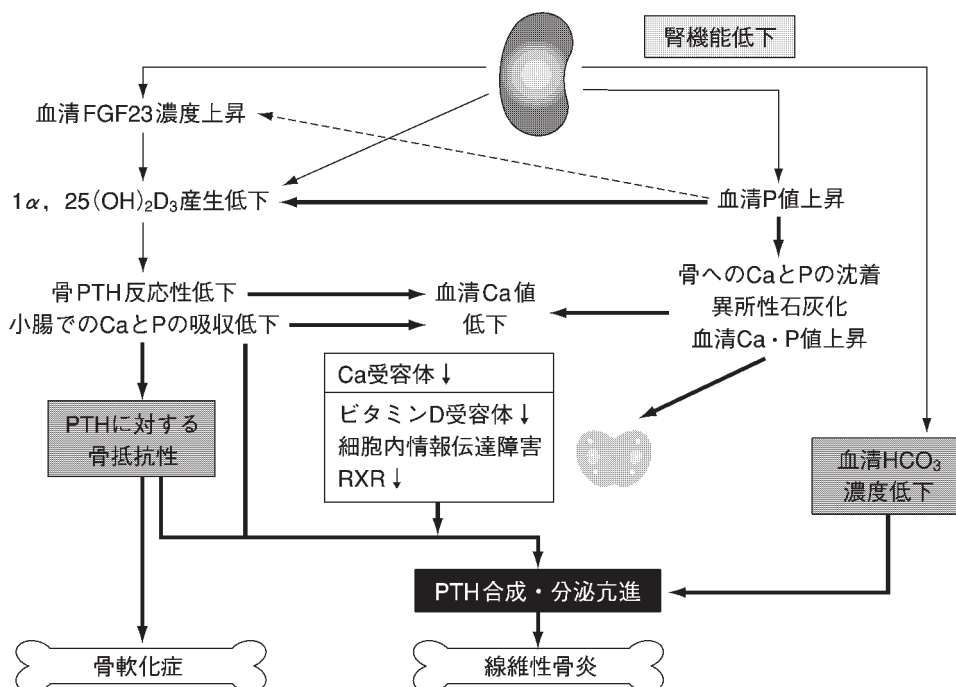 腎機能低下
血清FGF23濃度上昇
1α，25(OH)₂D₃産生低下
血清P値上昇
骨PTH反応性低下
小腸でのCaとPの吸収低下
血清Ca値
低下
骨へのCaとPの沈着
異所性石灰化
血清Ca・P値上昇
Ca受容体↓
ビタミンD受容体↓
細胞内情報伝達障害
RXR↓
PTHに対する
骨抵抗性
血清HCO₃
濃度低下
PTH合成・分泌亢進
骨軟化症
線維性骨炎